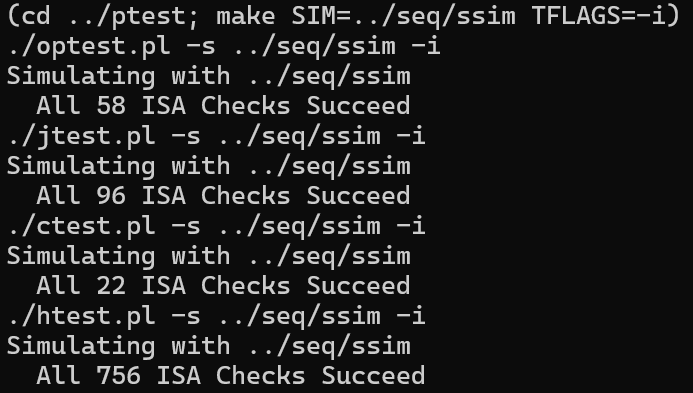 (cd ../ptest; make SIM=../seq/ssim TFLAGS=-i)
./optest.pl -s ../seq/ssim -i
Simulating with ../seq/ssim
  All 58 ISA Checks Succeed
./jtest.pl -s ../seq/ssim -i
Simulating with ../seq/ssim
  All 96 ISA Checks Succeed
./ctest.pl -s ../seq/ssim -i
Simulating with ../seq/ssim
  All 22 ISA Checks Succeed
./htest.pl -s ../seq/ssim -i
Simulating with ../seq/ssim
  All 756 ISA Checks Succeed